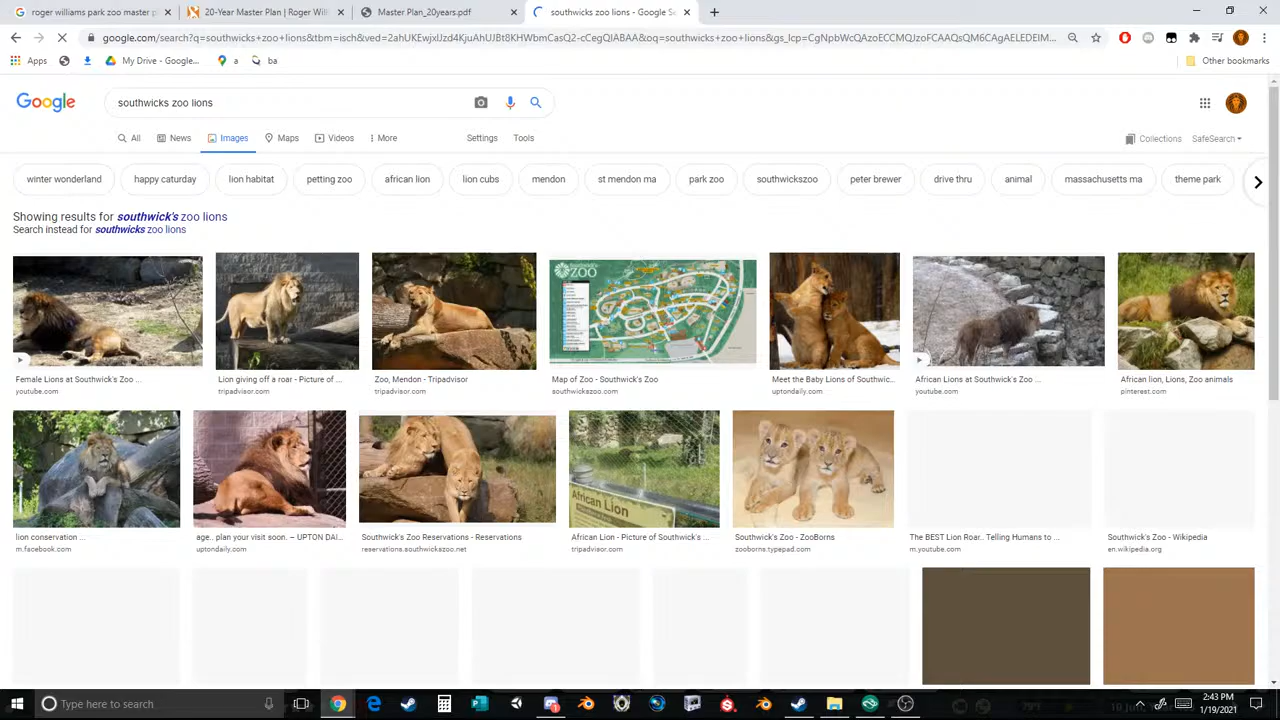 roger williams park zoo master p
20-Year Master Plan | Roger Will
Master Plan_20years.pdf
southwicks zoo lions - Google Se
google.com/search?q=southwicks+zoo+lions&tbm=isch&ved=2ahUKEwjxlJzd4KjuAhUJBt8KHWbmCasQ2-cCegQIABAA&oq=southwicks+zoo+lions&gs_lcp=CgNpbWcQAzoECCMQJzoFCAAQsQM6CAgAELEDEIM...
Apps
My Drive - Google...
a
ba
Other bookmarks
Google
southwicks zoo lions
All
News
Images
Maps
Videos
More
Settings
Tools
Collections
SafeSearch
winter wonderland
happy caturday
lion habitat
petting zoo
african lion
lion cubs
mendon
st mendon ma
park zoo
southwickszoo
peter brewer
drive thru
animal
massachusetts ma
theme park
Showing results for southwick's zoo lions
Search instead for southwicks zoo lions
Southwick's
ZOO
Female Lions at Southwick's Zoo ...
youtube.com
Lion giving off a roar - Picture of ...
tripadvisor.com
Zoo, Mendon - Tripadvisor
tripadvisor.com
Map of Zoo - Southwick's Zoo
southwickszoo.com
Meet the Baby Lions of Southwic...
uptondaily.com
African Lions at Southwick's Zoo ...
youtube.com
African lion, Lions, Zoo animals
pinterest.com
African Lion
lion conservation ...
m.facebook.com
age.. plan your visit soon. – UPTON DAI...
uptondaily.com
Southwick's Zoo Reservations - Reservations
reservations.southwickszoo.net
African Lion - Picture of Southwick's ...
tripadvisor.com
Southwick's Zoo - ZooBorns
zooborns.typepad.com
The BEST Lion Roar.. Telling Humans to ...
m.youtube.com
Southwick's Zoo - Wikipedia
en.wikipedia.org
Type here to search
2:43 PM
1/19/2021